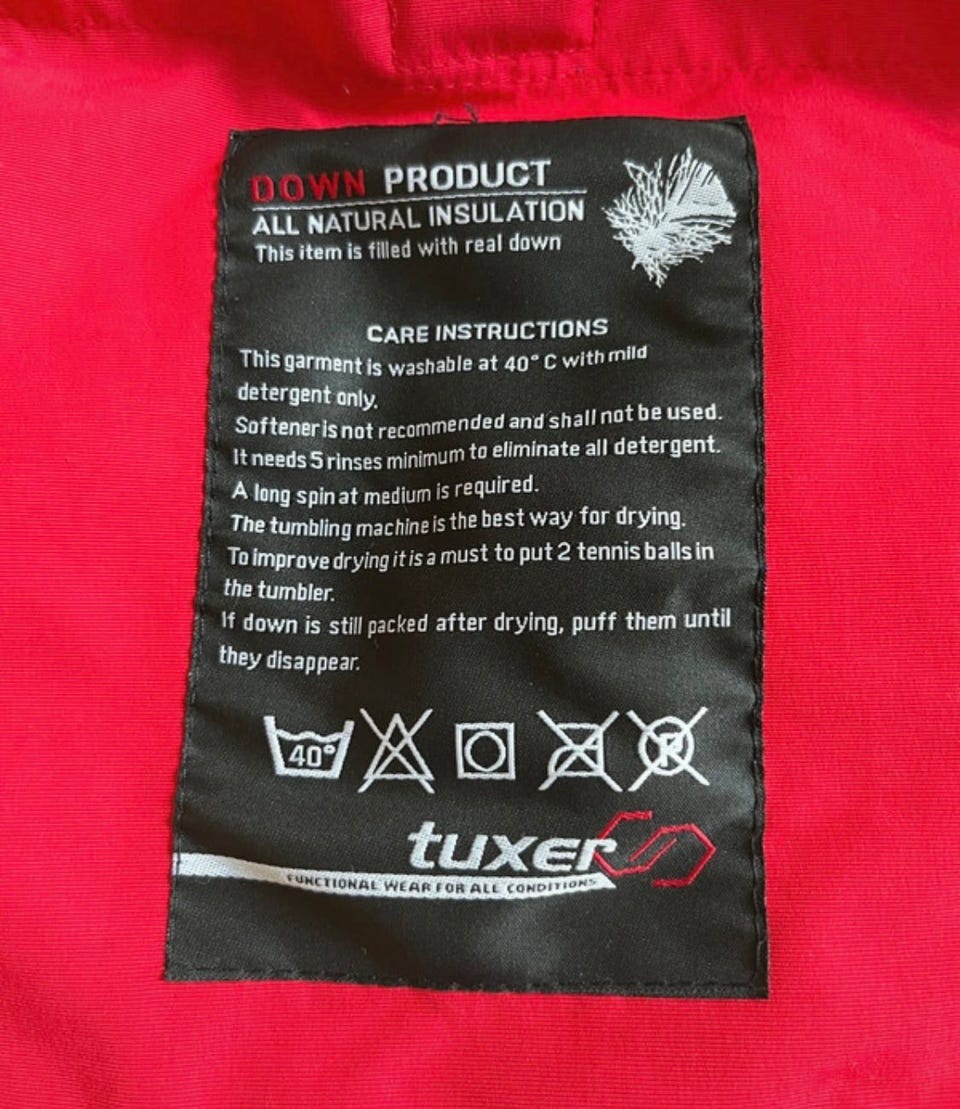 DOWN PRODUCT
ALL NATURAL INSULATION
This item is filled with real down
CARE INSTRUCTIONS
This garment is washable at 40° C with mild
detergent only.
Softener is not recommended and shall not be used.
It needs 5 rinses minimum to eliminate all detergent.
A long spin at medium is required.
The tumbling machine is the best way for drying.
To improve drying it is a must to put 2 tennis balls in
the tumbler.
If down is still packed after drying, puff them until
they disappear.
40° P
tuxer
FUNCTIONAL WEAR FOR ALL CONDITIONS